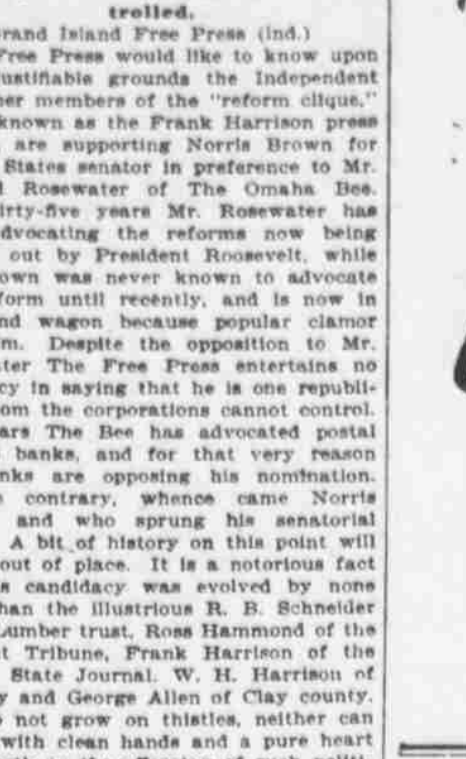 trolled.
rand Island Free Press (Ind.)
Free Press would like to know upon
ustifiable grounds the Independent
er members of the "reform clique,"
known as the Frank Harrison press
are supporting Norris Brown for
States senator in preference to Mr.
Rosewater of The Omaha Bee.
irty-five years Mr. Rosewater has
dvocating the reforms now being
out by President Roosevelt, while
own was never known to advocate
form until recently, and is now in
nd wagon because popular clamor
m. Despite the opposition to Mr.
ter The Free Press entertains no
cy in saying that he is one republi-
om the corporations cannot control.
ars The Bee has advocated postal
banks, and for that very reason
nks are opposing his nomination.
contrary, whence came Norris
and who sprung his senatorial
A bit of history on this point will
out of place. It is a notorious fact
s candidacy was evolved by none
han the illustrious R. B. Schneider
Lumber trust, Ross Hammond of the
t Tribune, Frank Harrison of the
State Journal. W. H. Harrison of
y and George Allen of Clay county.
not grow on thistles, neither can
with clean hands and a pure heart